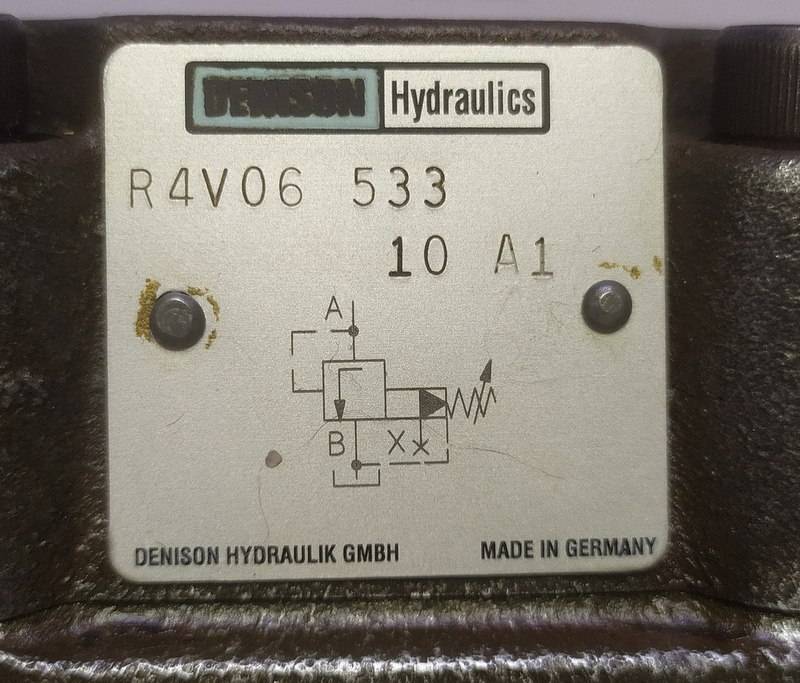 DENISON Hydraulics
R4V06 533
10 A1
A
B X
DENISON HYDRAULIK GMBH MADE IN GERMANY